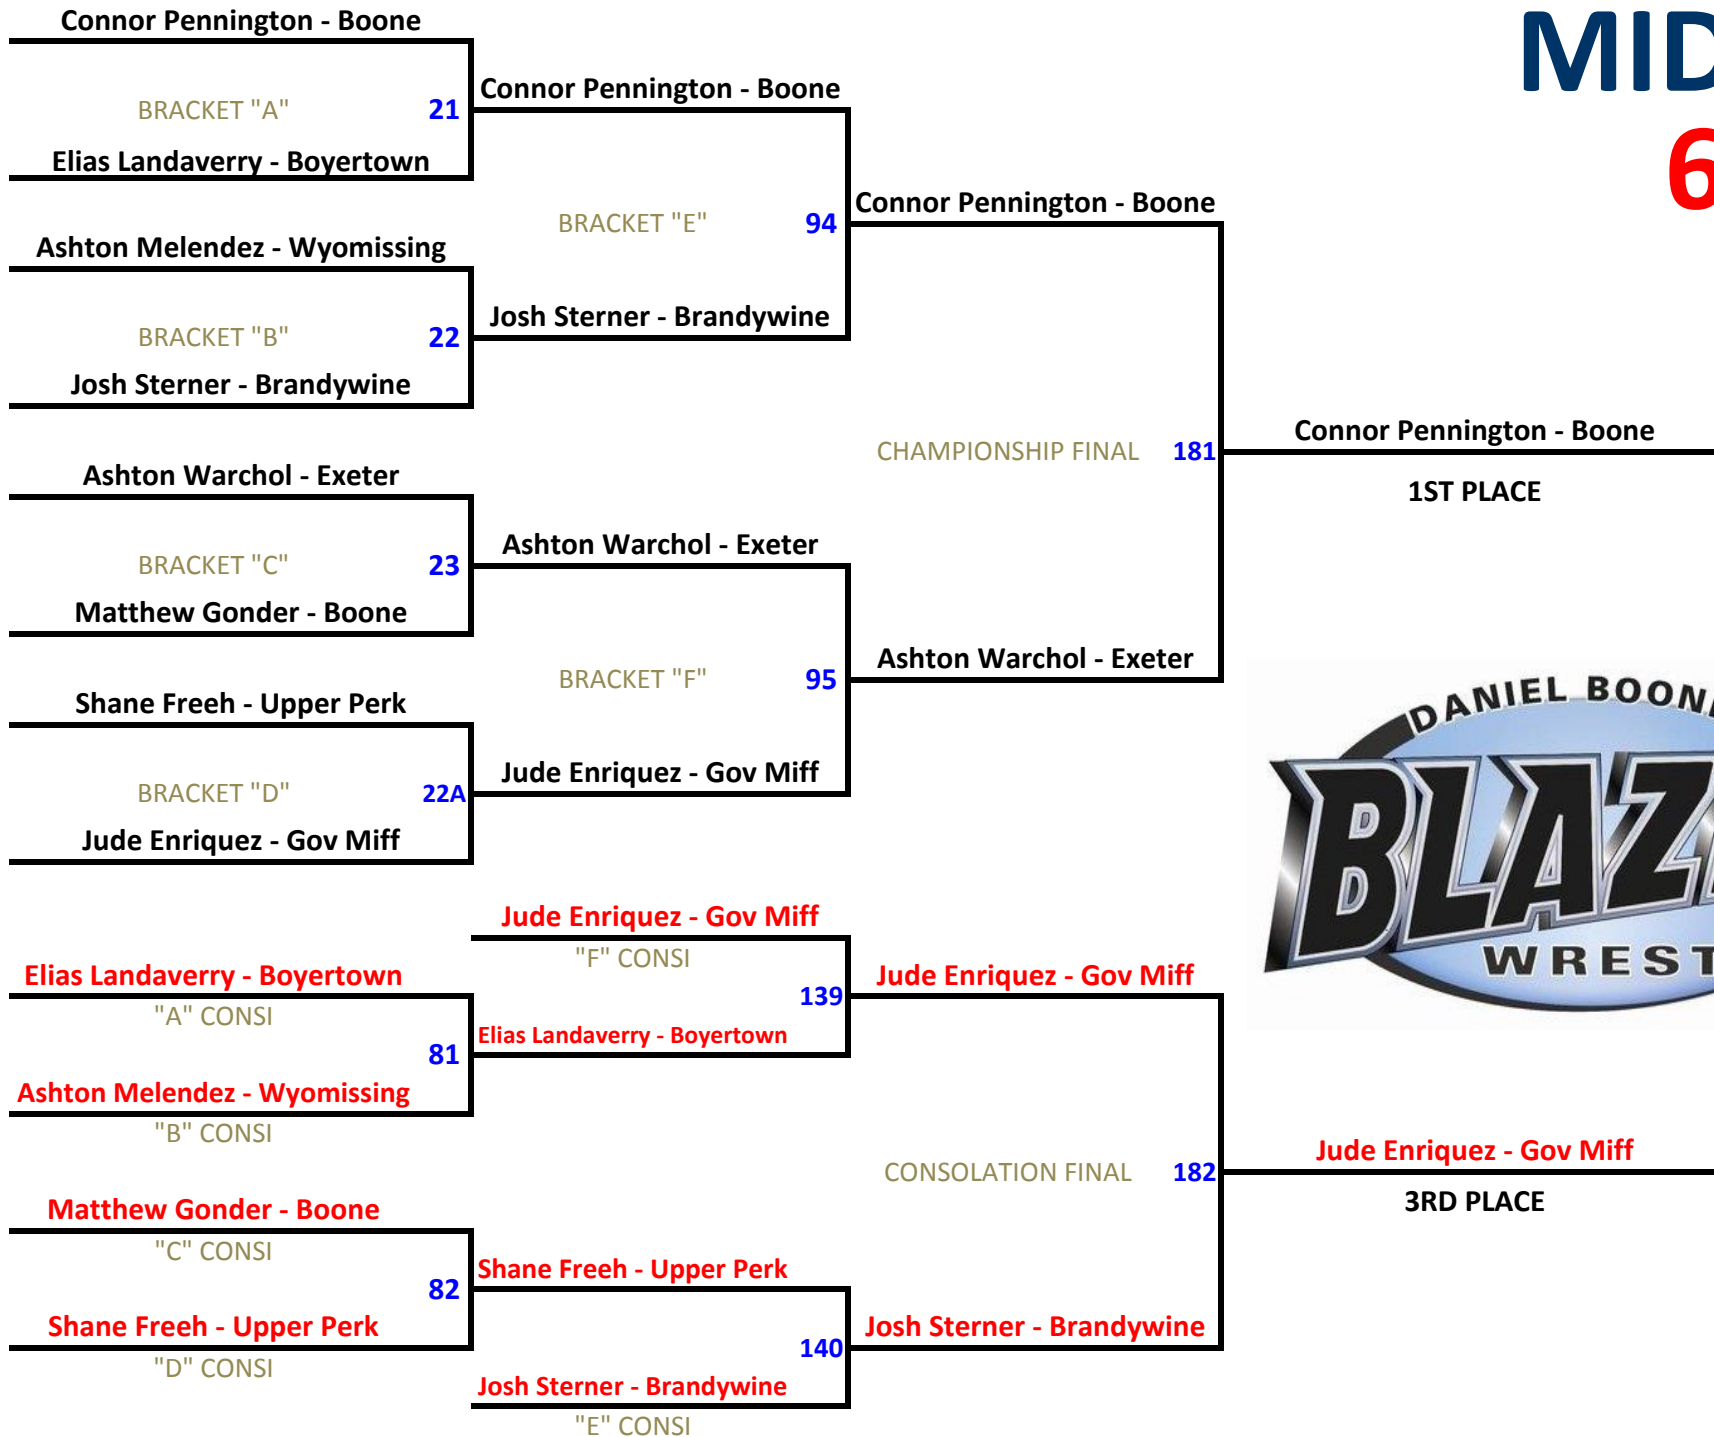 Connor Pennington - Boone
MID
BRACKET "A"
21
Connor Pennington - Boone
6
Elias Landaverry - Boyertown
BRACKET "E"
94
Connor Pennington - Boone
Ashton Melendez - Wyomissing
BRACKET "B"
22
Josh Sterner - Brandywine
Josh Sterner - Brandywine
CHAMPIONSHIP FINAL
181
Connor Pennington - Boone
1ST PLACE
Ashton Warchol - Exeter
BRACKET "C"
23
Ashton Warchol - Exeter
Matthew Gonder - Boone
BRACKET "F"
95
Ashton Warchol - Exeter
Shane Freeh - Upper Perk
BRACKET "D"
22A
Jude Enriquez - Gov Miff
Jude Enriquez - Gov Miff
DANIEL BOON
BLAZ
WREST
Jude Enriquez - Gov Miff
"F" CONSI
Elias Landaverry - Boyertown
"A" CONSI
139
Jude Enriquez - Gov Miff
81
Elias Landaverry - Boyertown
Ashton Melendez - Wyomissing
"B" CONSI
CONSOLATION FINAL
182
Jude Enriquez - Gov Miff
3RD PLACE
Matthew Gonder - Boone
"C" CONSI
82
Shane Freeh - Upper Perk
Shane Freeh - Upper Perk
"D" CONSI
140
Josh Sterner - Brandywine
Josh Sterner - Brandywine
"E" CONSI